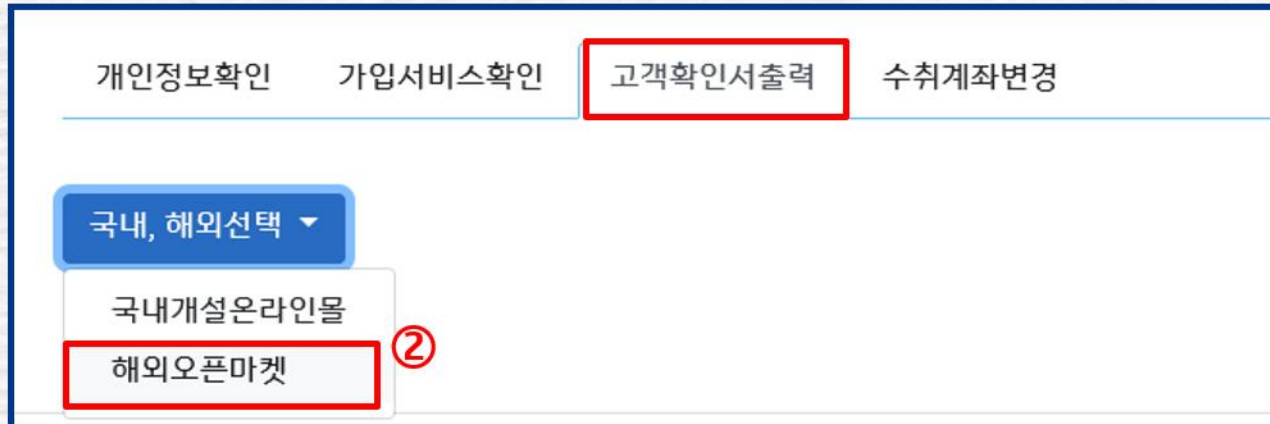 개인정보확인 가입서비스확인 고객확인서출력 수취계좌변경
국내, 해외선택
국내개설온라인몰
해외오픈마켓
②